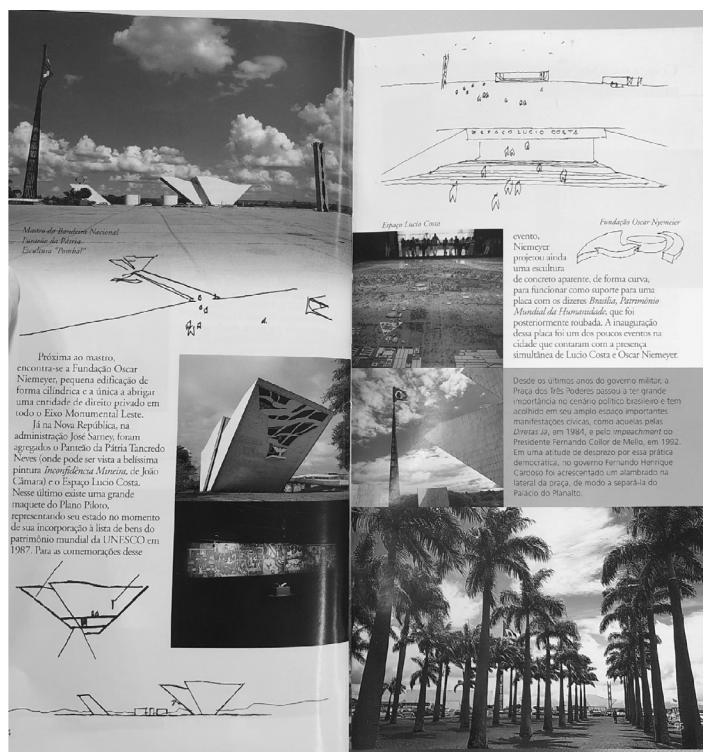 Mastro da Bandeira Nacional
Panteão da Pátria
Escultura "Pombal"
Próxima ao mastro,
encontra-se a Fundação Oscar
Niemeyer, pequena edificação de
forma cilíndrica e a única a abrigar
uma entidade de direito privado em
todo o Eixo Monumental Leste.
Já na Nova República, na
administração José Sarney, foram
agregados o Panteão da Pátria Tancredo
Neves (onde pode ser vista a belíssima
pintura Inconfidência Mineira, de João
Câmara) e o Espaço Lucio Costa.
Nesse último existe uma grande
maquete do Plano Piloto,
representando seu estado no momento
de sua incorporação à lista de bens do
patrimônio mundial da UNESCO em
1987. Para as comemorações desse
ESPAÇO LUCIO COSTA
Espaço Lucio Costa
Fundação Oscar Nyemeier
evento,
Niemeyer
projetou ainda
uma escultura
de concreto aparente, de forma curva,
para funcionar como suporte para uma
placa com os dizeres Brasília, Patrimônio
Mundial da Humanidade, que foi
posteriormente roubada. A inauguração
dessa placa foi um dos poucos eventos na
cidade que contaram com a presença
simultânea de Lucio Costa e Oscar Niemeyer.
Desde os últimos anos do governo militar, a
Praça dos Três Poderes passou a ter grande
importância no cenário político brasileiro e tem
acolhido em seu amplo espaço importantes
manifestações cívicas, como aquelas pelas
Diretas Já, em 1984, e pelo impeachment do
Presidente Fernando Collor de Mello, em 1992.
Em uma atitude de desprezo por essa prática
democrática, no governo Fernando Henrique
Cardoso foi acrescentado um alambrado na
lateral da praça, de modo a separá-la do
Palácio do Planalto.